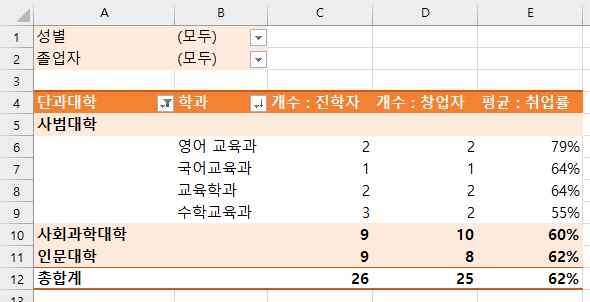 A B C D E
1 성별 (모두)
2 졸업자 (모두)
3
4 단과대학 학과 개수 : 진학자 개수 : 창업자 평균 : 취업률
5 사범대학
6 영어 교육과 2 2 79%
7 국어교육과 1 1 64%
8 교육학과 2 2 64%
9 수학교육과 3 2 55%
10 사회과학대학 9 10 60%
11 인문대학 9 8 62%
12 총합계 26 25 62%